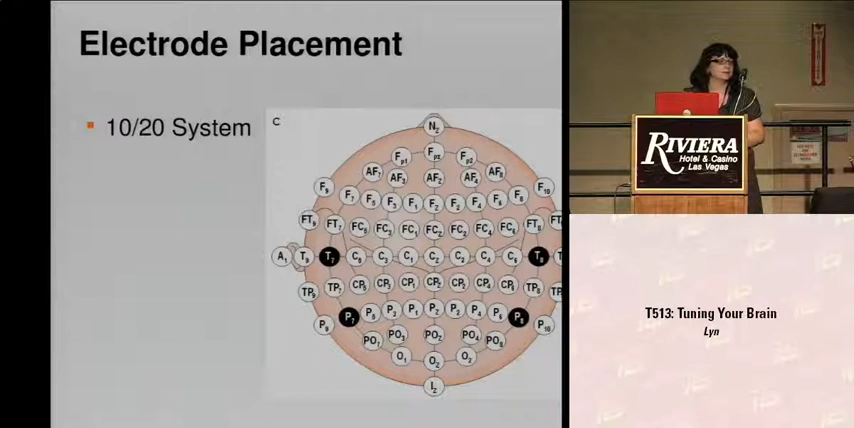 Electrode Placement
10/20 System
C
Nz
Fp1 Fpz Fp2
AF7 AF3 AFz AF4 AF8
F9 F7 F5 F3 F1 Fz F2 F4 F6 F8 F10
FT9 FT7 FC5 FC3 FC1 FCz FC2 FC4 FC6 FT8
A1 T9 T7 C5 C3 C1 Cz C2 C4 C6 T8
TP9 TP7 CP5 CP3 CP1 CPz CP2 CP4 CP6 TP8
P9 P7 P5 P3 P1 Pz P2 P4 P6 P8 P10
PO7 PO3 POz PO4 PO8
O1 Oz O2
Iz
RIVIERA
Hotel & Casino
Las Vegas
T513: Tuning Your Brain
Lyn